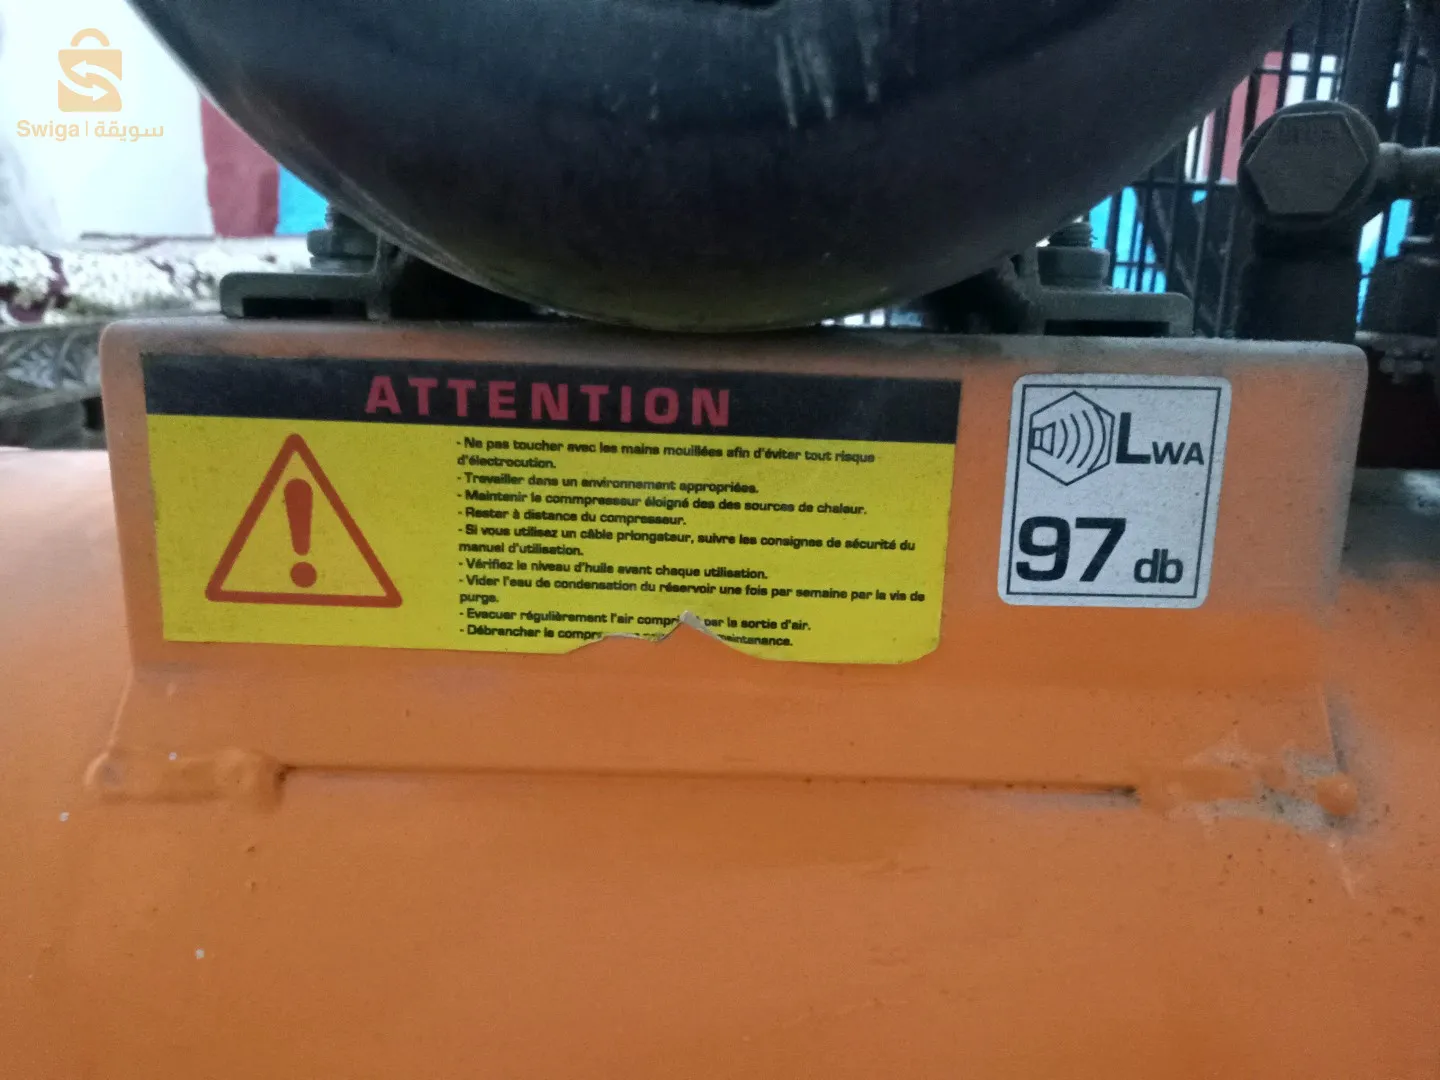 Swiga | سويقة
ATTENTION
- Ne pas toucher avec les mains mouillées afin d'éviter tout risque
d'électrocution.
- Travailler dans un environnement appropriées.
- Maintenir le commpresseur éloigné des des sources de chaleur.
- Rester à distance du compresseur.
- Si vous utilisez un câble priongateur, suivre les consignes de sécurité du
manuel d'utilisation.
- Vérifiez le niveau d'huile avant chaque utilisation.
- Vider l'eau de condensation du réservoir une fois par semaine par la vis de
purge.
- Evacuer régulièrement l'air par la sortie d'air.
- Débrancher le
LWA
97 db